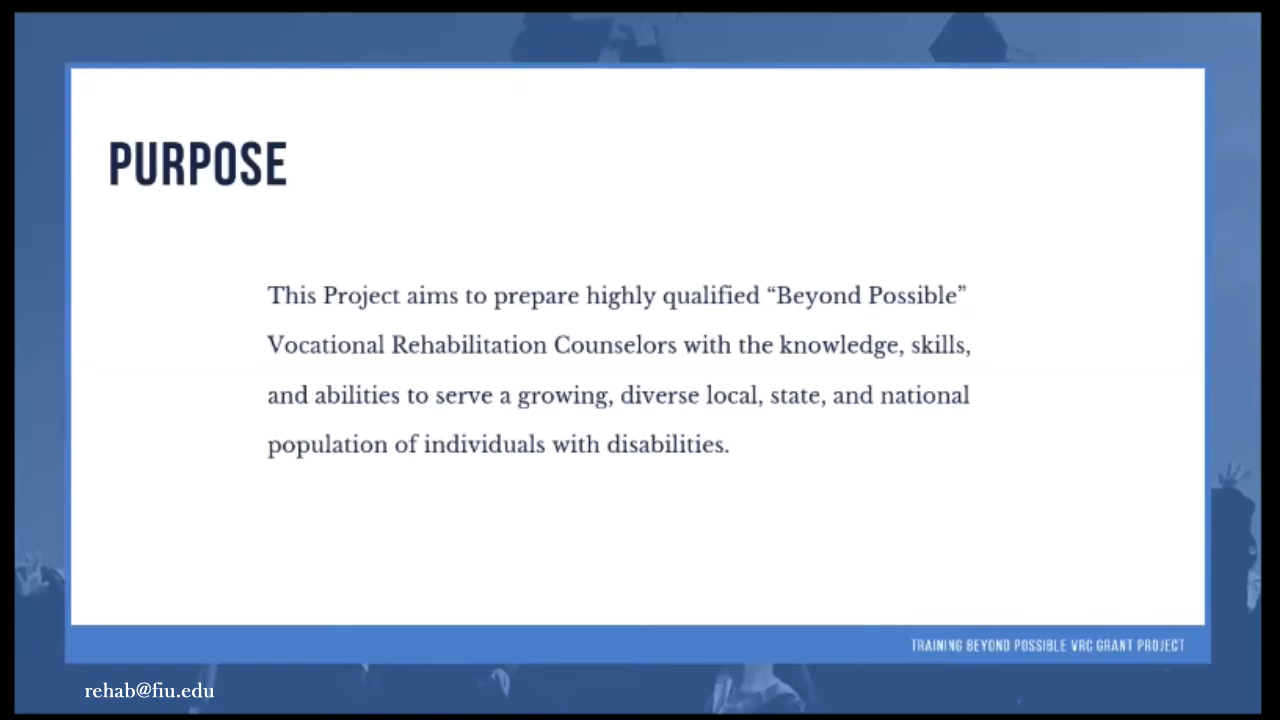 PURPOSE
This Project aims to prepare highly qualified “Beyond Possible”
Vocational Rehabilitation Counselors with the knowledge, skills,
and abilities to serve a growing, diverse local, state, and national
population of individuals with disabilities.
TRAINING BEYOND POSSIBLE VRC GRANT PROJECT
rehab@fiu.edu